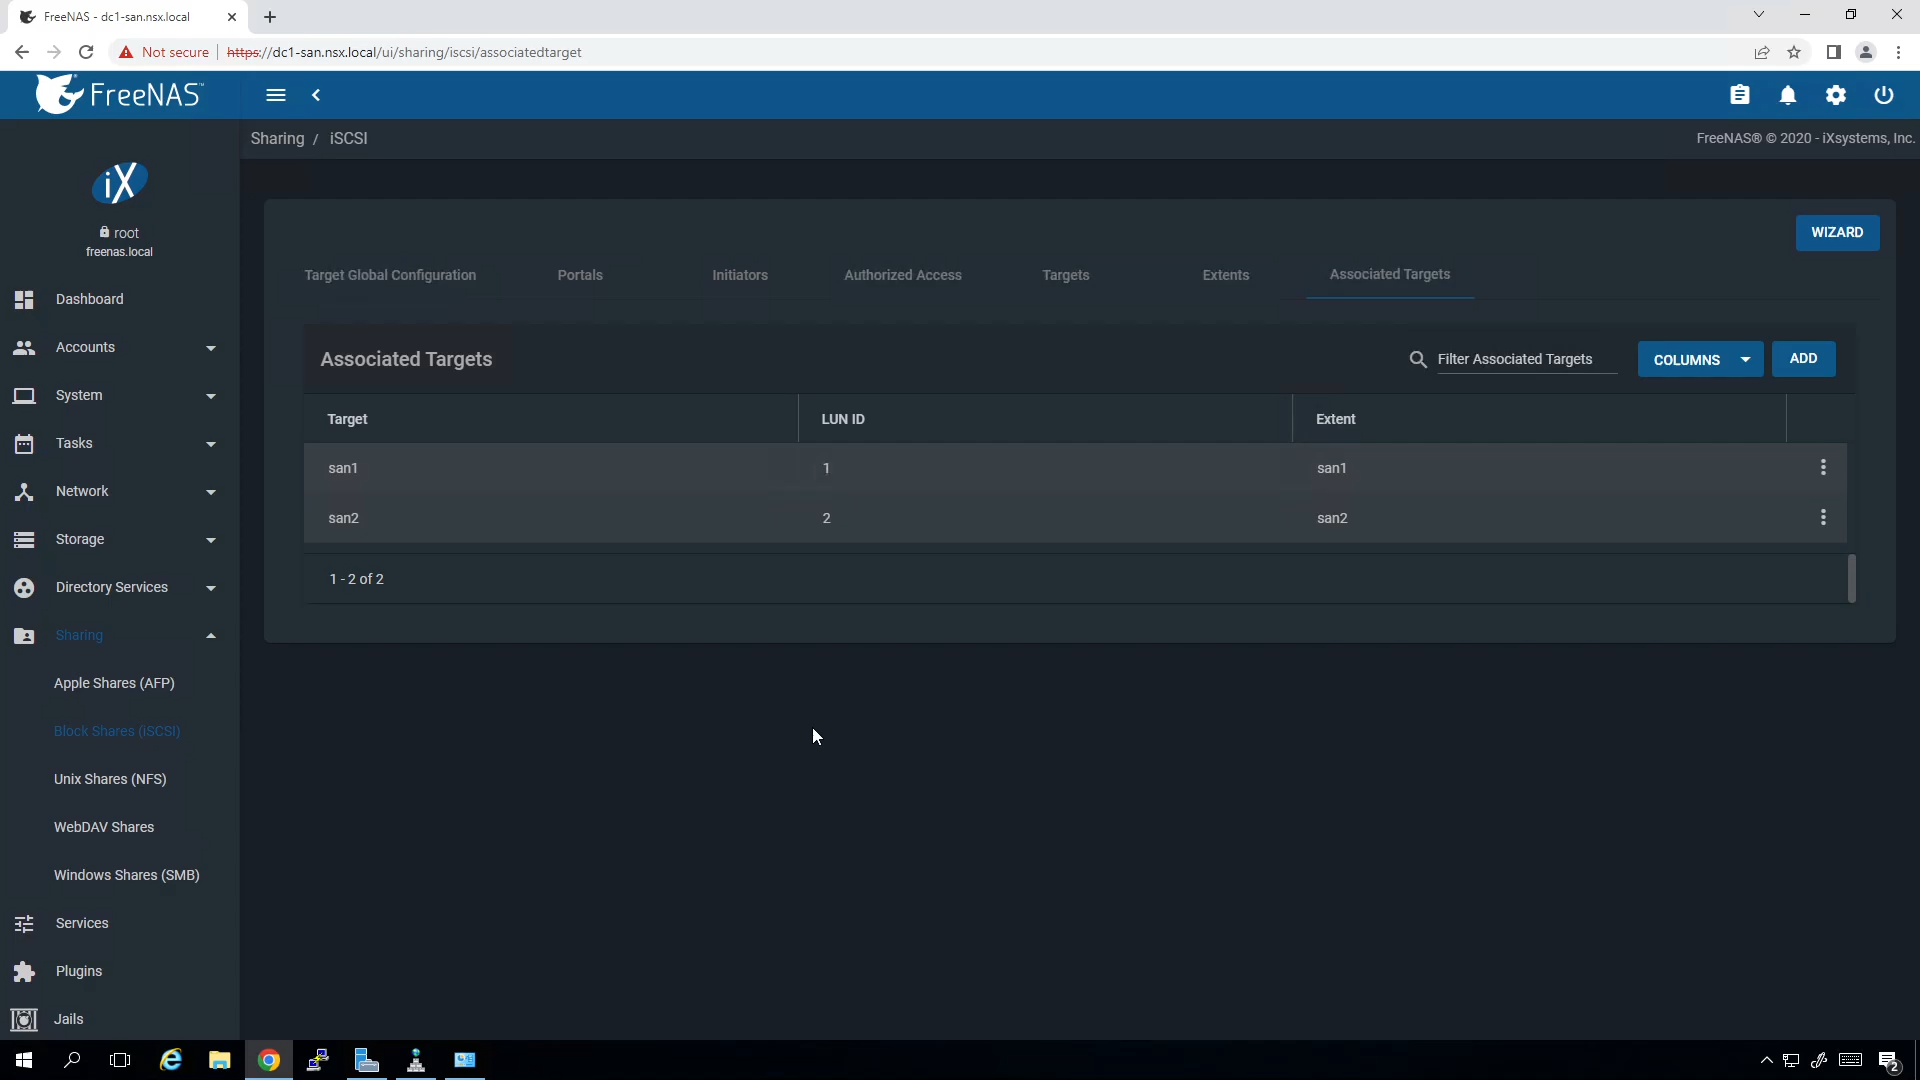 FreeNAS - dc1-san.nsx.local
Not secure
https://dc1-san.nsx.local/ui/sharing/iscsi/associatedtarget
FreeNAS™
Sharing / iSCSI
FreeNAS® © 2020 - iXsystems, Inc.
iX
root
freenas.local
Dashboard
Accounts
System
Tasks
Network
Storage
Directory Services
Sharing
Apple Shares (AFP)
Block Shares (iSCSI)
Unix Shares (NFS)
WebDAV Shares
Windows Shares (SMB)
Services
Plugins
Jails
WIZARD
Target Global Configuration
Portals
Initiators
Authorized Access
Targets
Extents
Associated Targets
Associated Targets
Filter Associated Targets
COLUMNS
ADD
Target LUN ID Extent
san1 1 san1
san2 2 san2
1 - 2 of 2
2